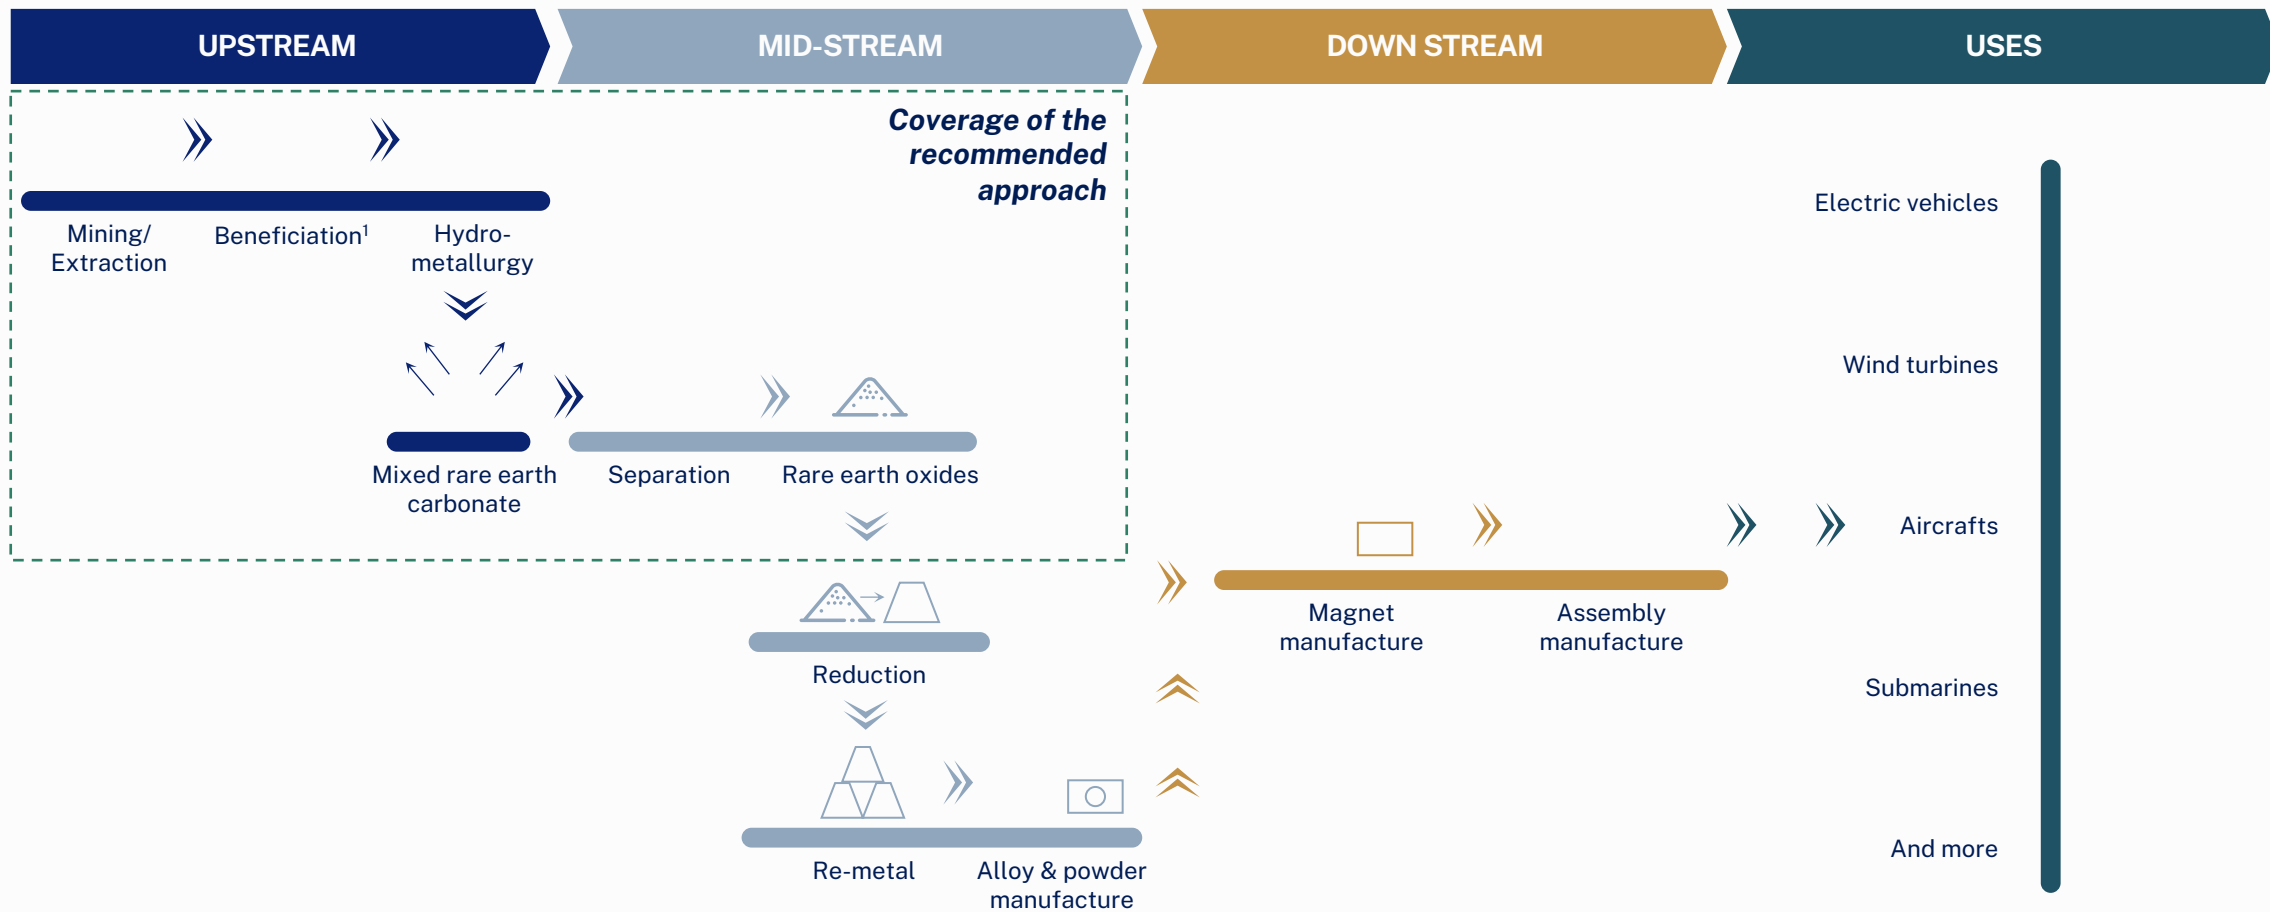 UPSTREAM
MID-STREAM
DOWN STREAM
USES
Coverage of the
recommended
approach
Mining/
Extraction
Beneficiation¹
Hydro-
metallurgy
Mixed rare earth
carbonate
Separation
Rare earth oxides
Reduction
Re-metal
Alloy & powder
manufacture
Magnet
manufacture
Assembly
manufacture
Electric vehicles
Wind turbines
Aircrafts
Submarines
And more